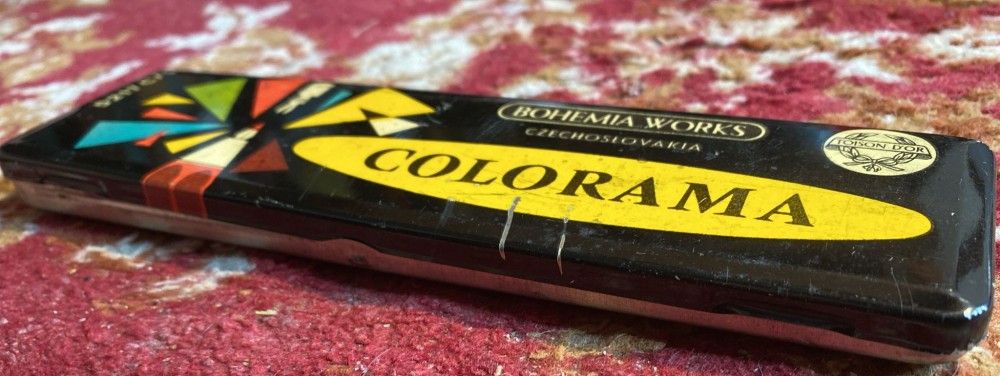 BOHEMIA WORKS
CZECHOSLOVAKIA
COLORAMA
TOISON D'OR